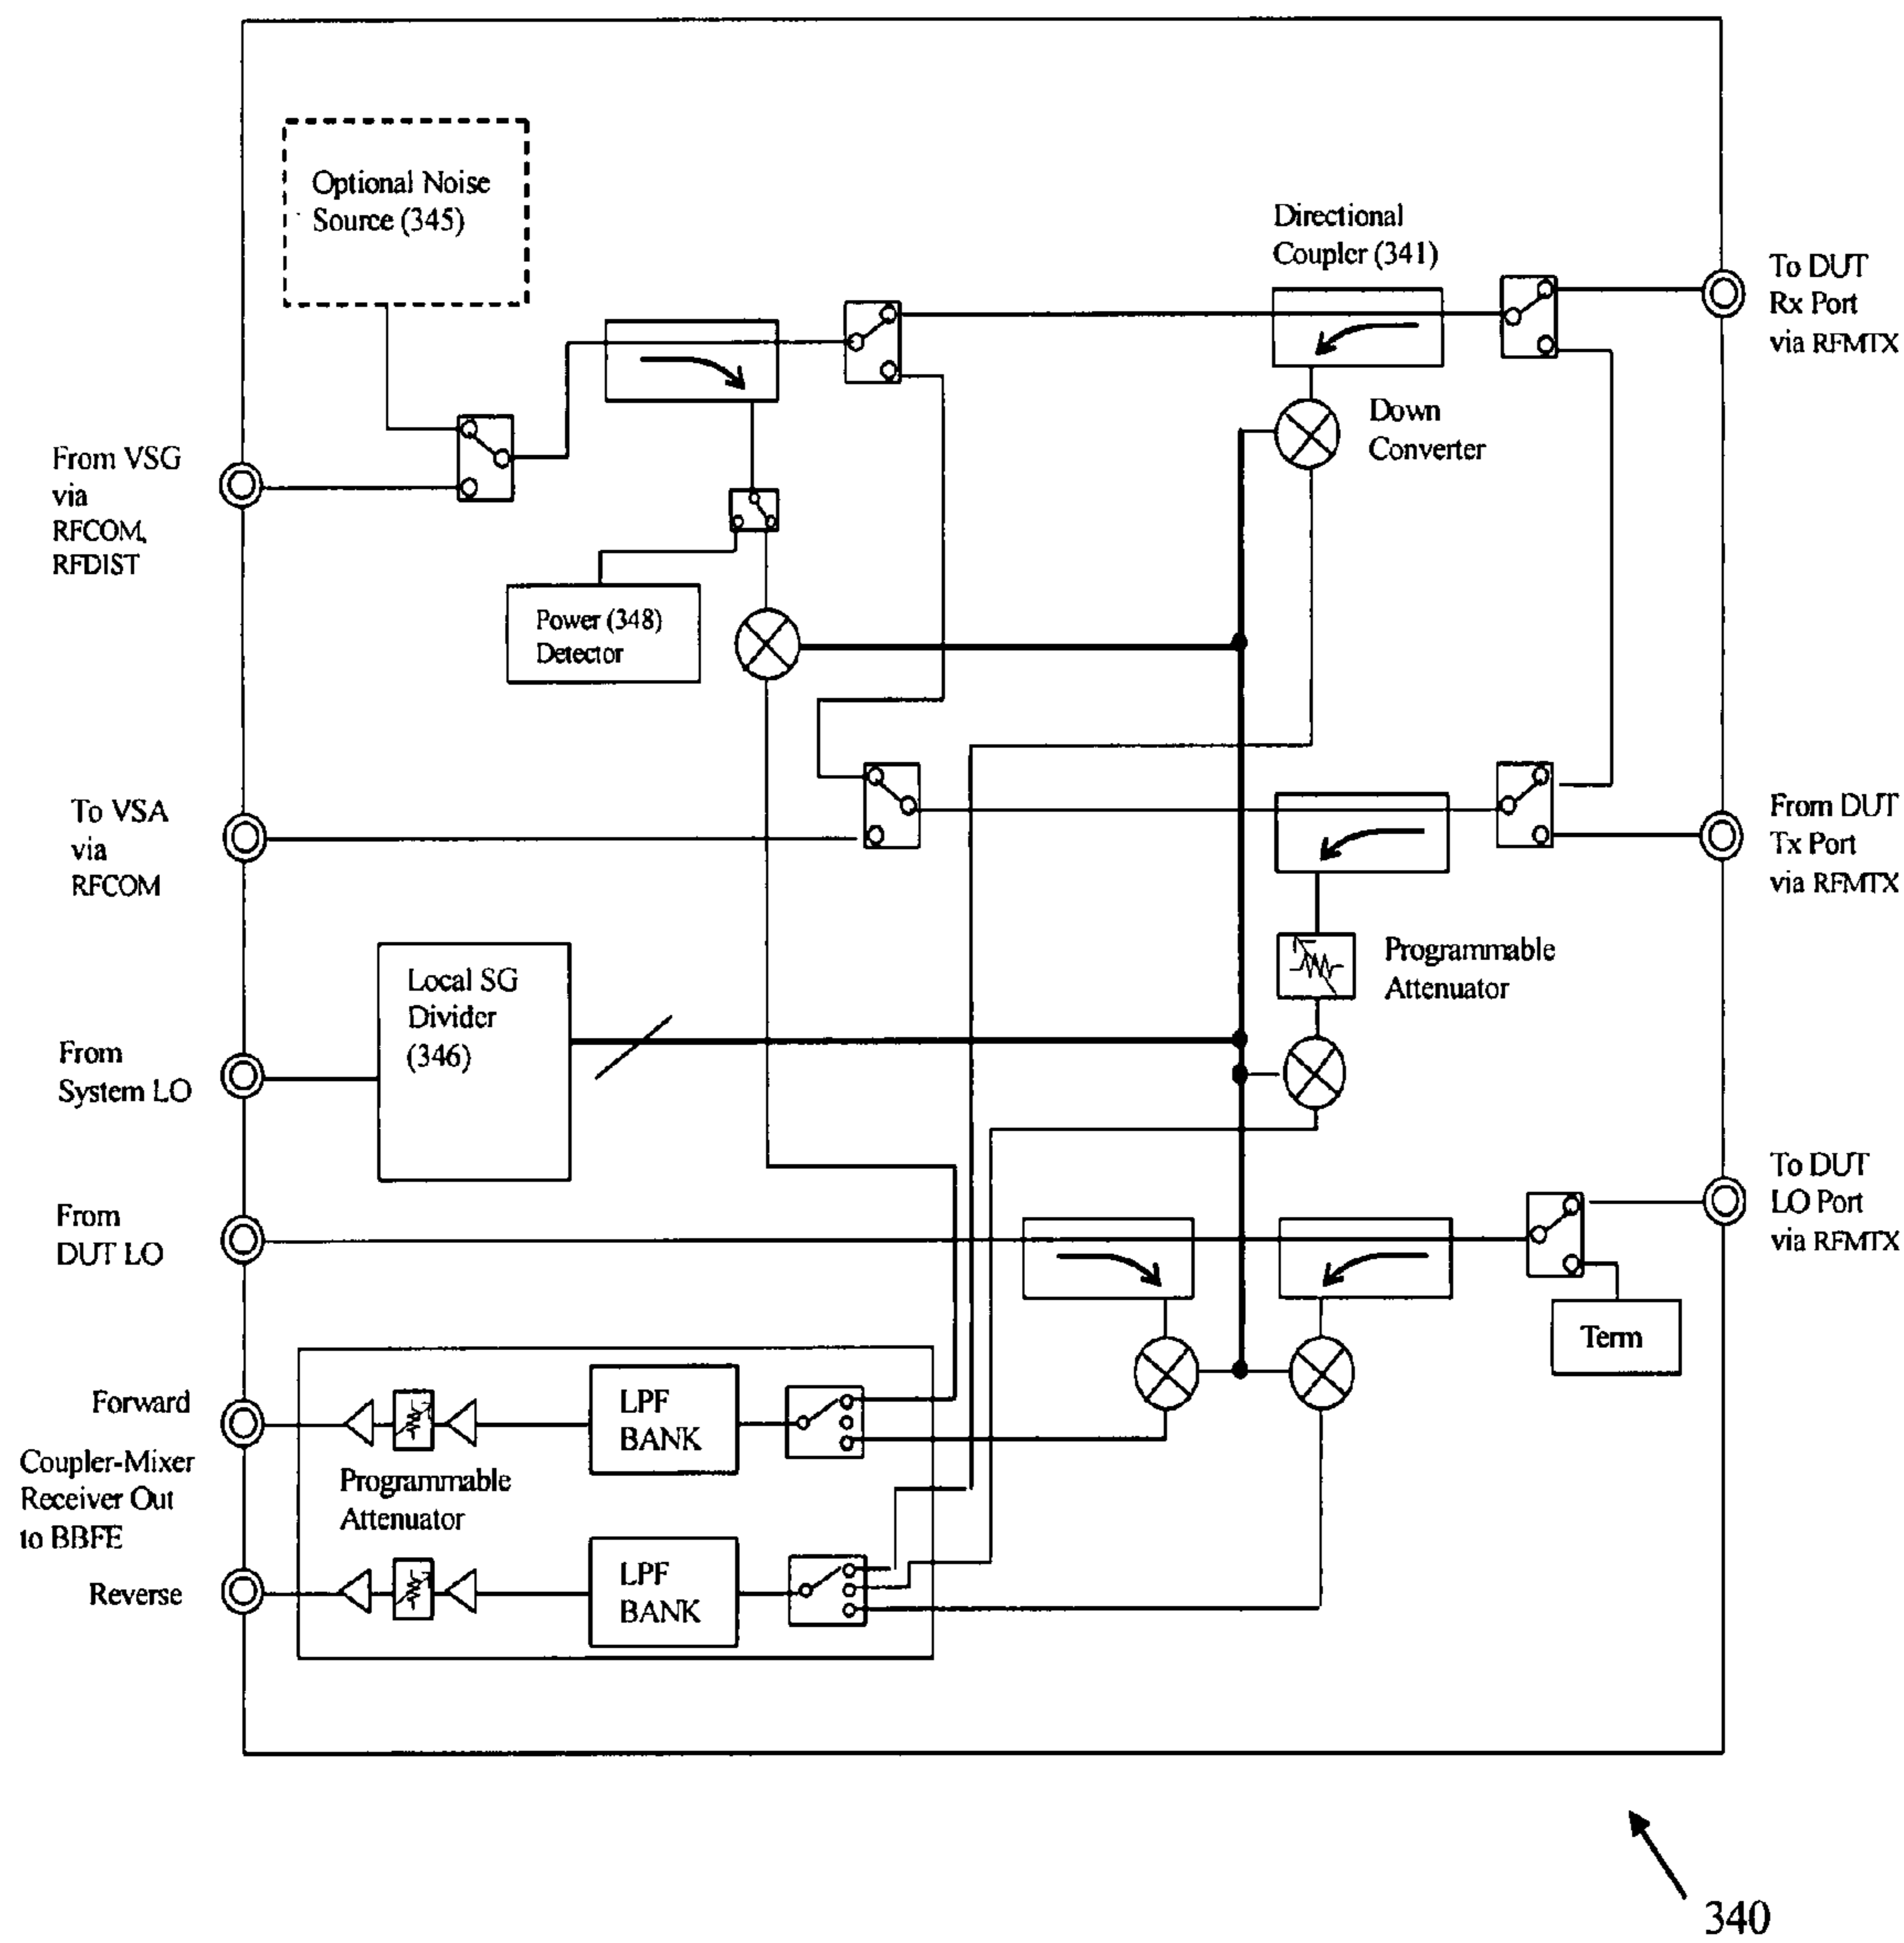 Optional Noise
Source (345)
Directional
Coupler (341)
To DUT
Rx Port
via RFMTX
Down
Converter
From VSG
via
RFCOM,
RFDIST
Power (348)
Detector
To VSA
via
RFCOM
From DUT
Tx Port
via RFMTX
Programmable
Attenuator
Local SG
Divider
(346)
From
System LO
To DUT
LO Port
via RFMTX
From
DUT LO
Term
Forward
LPF
BANK
Coupler-Mixer
Receiver Out
to BBFE
Programmable
Attenuator
Reverse
LPF
BANK
340